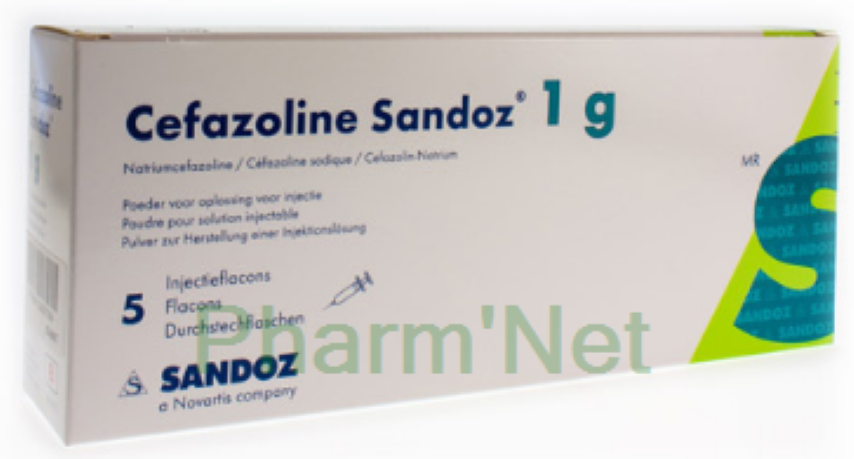 Cefazoline Sandoz® 1 g
Natriumcefazoline / Céfazoline sodique / Cefazolin-Natrium
MR
Poeder voor oplossing voor injectie
Poudre pour solution injectable
Pulver zur Herstellung einer Injektionslösung
5
Injectieflacons
Flacons
Durchstechflaschen
Pharm'Net
S SANDOZ
a Novartis company
SANDOZ